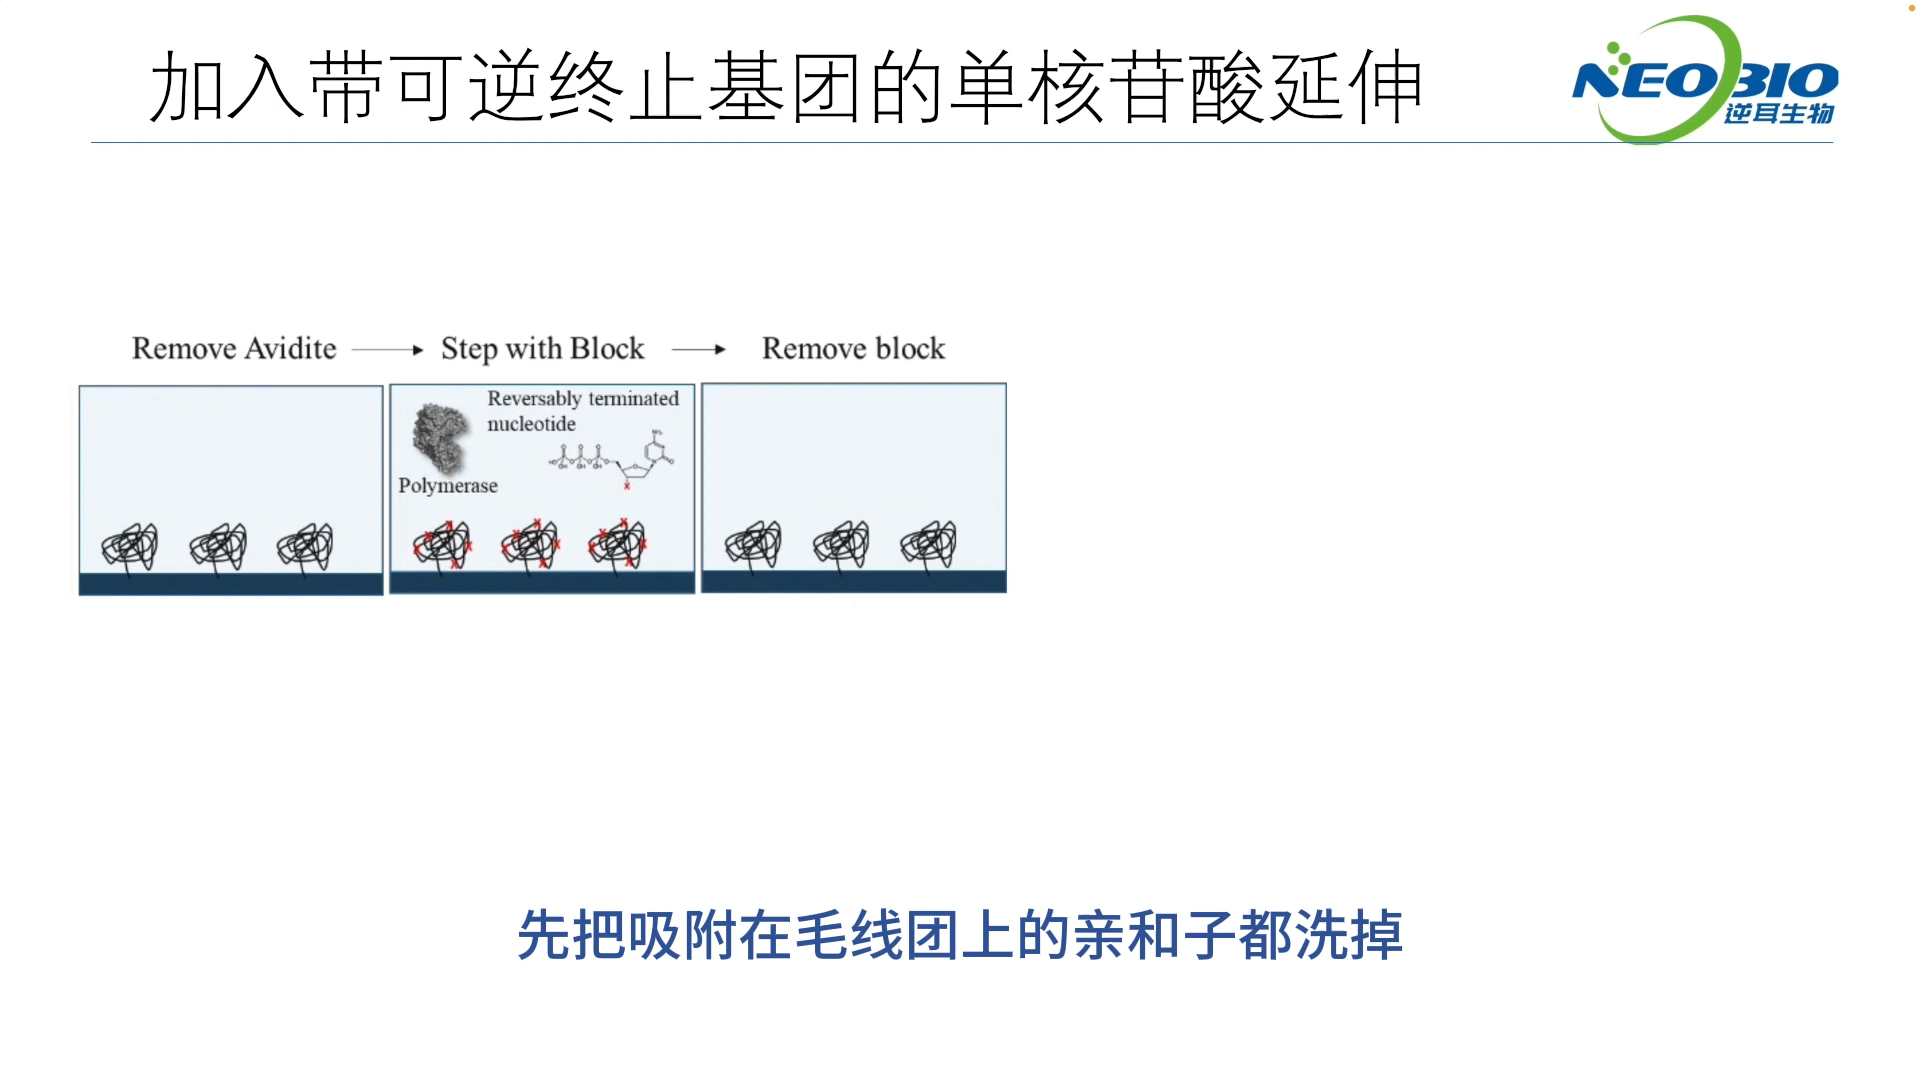 加入带可逆终止基团的单核苷酸延伸
NEOBIO
逆耳生物
Remove Avidite
Step with Block
Remove block
Reversably terminated
nucleotide
Polymerase
先把吸附在毛线团上的亲和子都洗掉